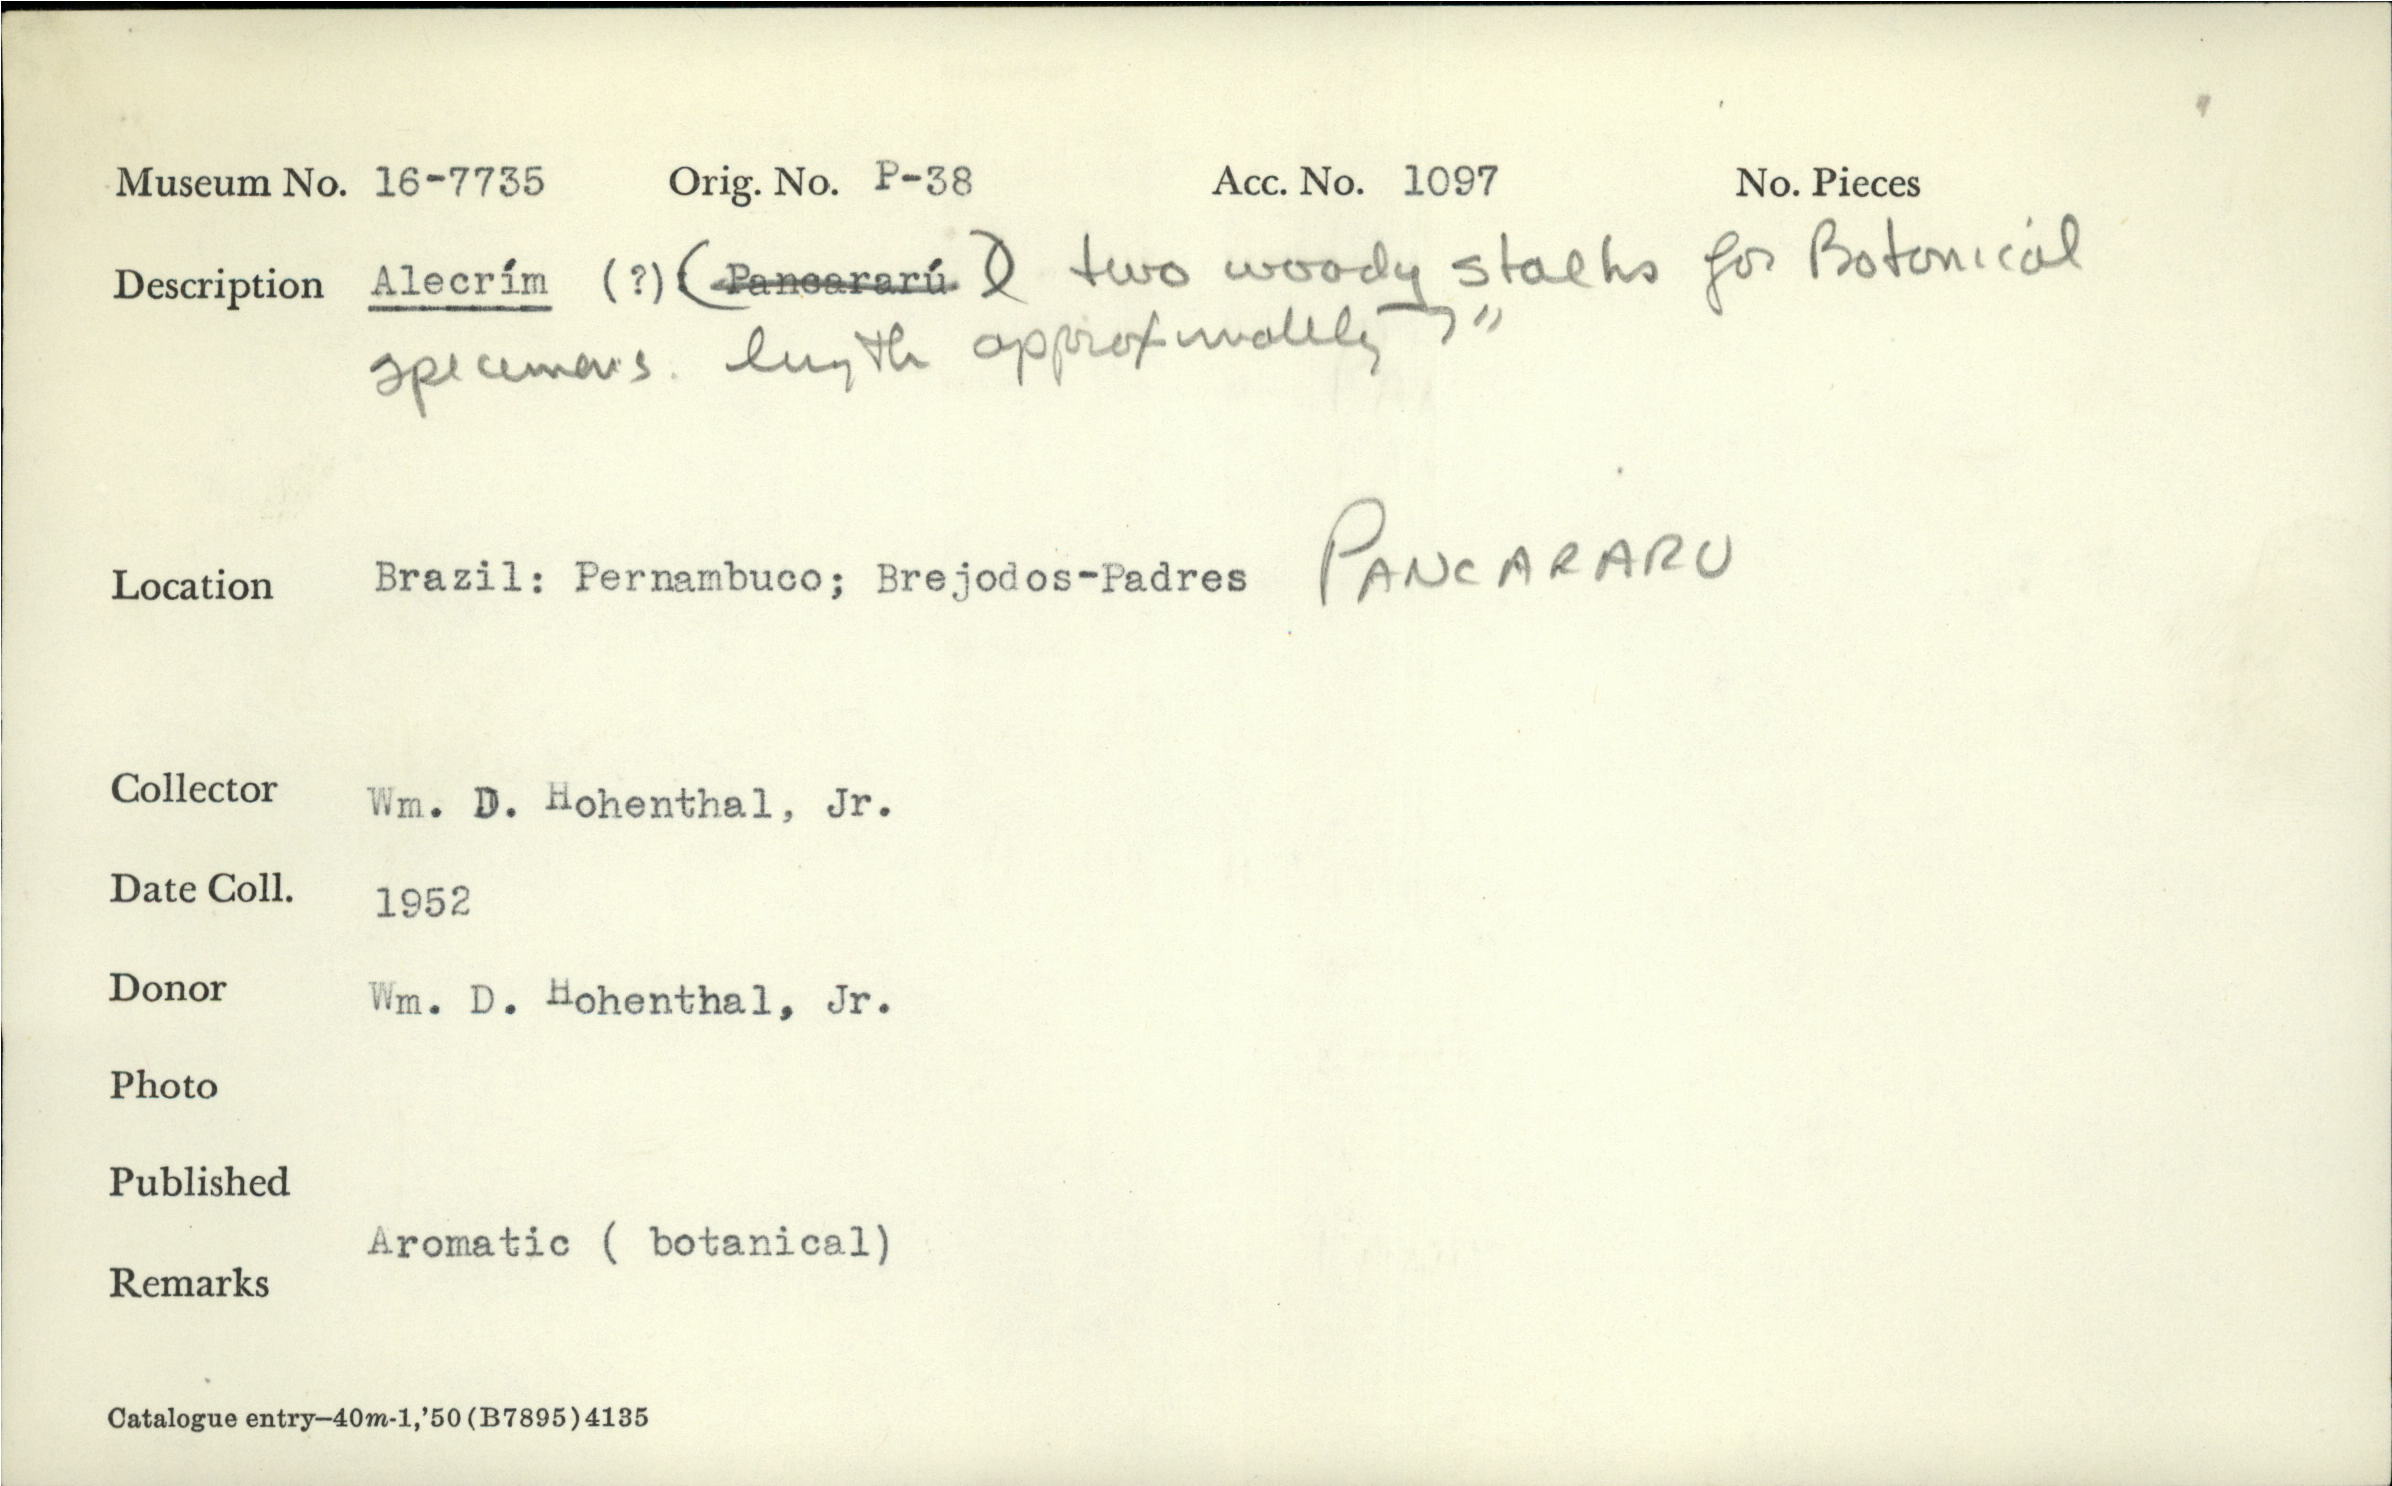 Museum No. 16-7735 Orig. No. P-38 Acc. No. 1097 No. Pieces
Description Alecrím (?) (Pancararú) two woody stalks for Botonical
specimens. length approximately 7"
Location Brazil: Pernambuco; Brejodos-Padres PANCARARU
Collector Wm. D. Hohenthal, Jr.
Date Coll. 1952
Donor Wm. D. Hohenthal, Jr.
Photo
Published
Aromatic ( botanical)
Remarks
Catalogue entry—40m-1,'50(B7895)4135